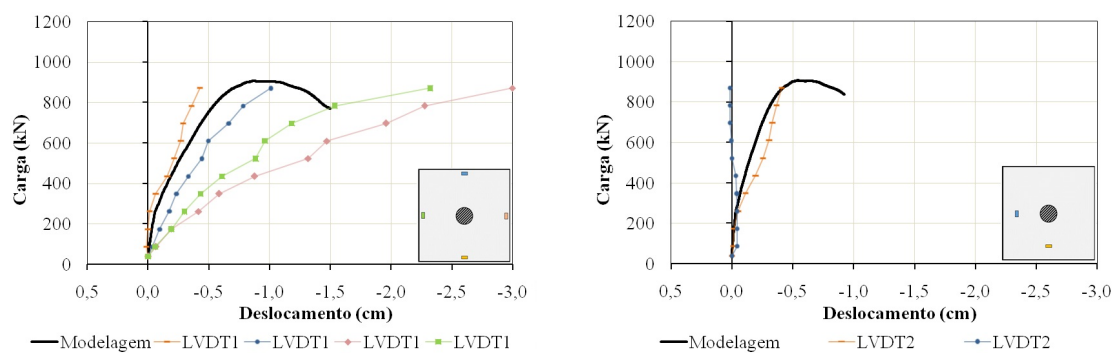 1200
1000
800
600
400
200
0
Carga (kN)
0,5 0,0 -0,5 -1,0 -1,5 -2,0 -2,5 -3,0
Deslocamento (cm)
Modelagem LVDT1 LVDT1 LVDT1 LVDT1
1200
1000
800
600
400
200
0
Carga (kN)
0,5 0,0 -0,5 -1,0 -1,5 -2,0 -2,5 -3,0
Deslocamento (cm)
Modelagem LVDT2 LVDT2